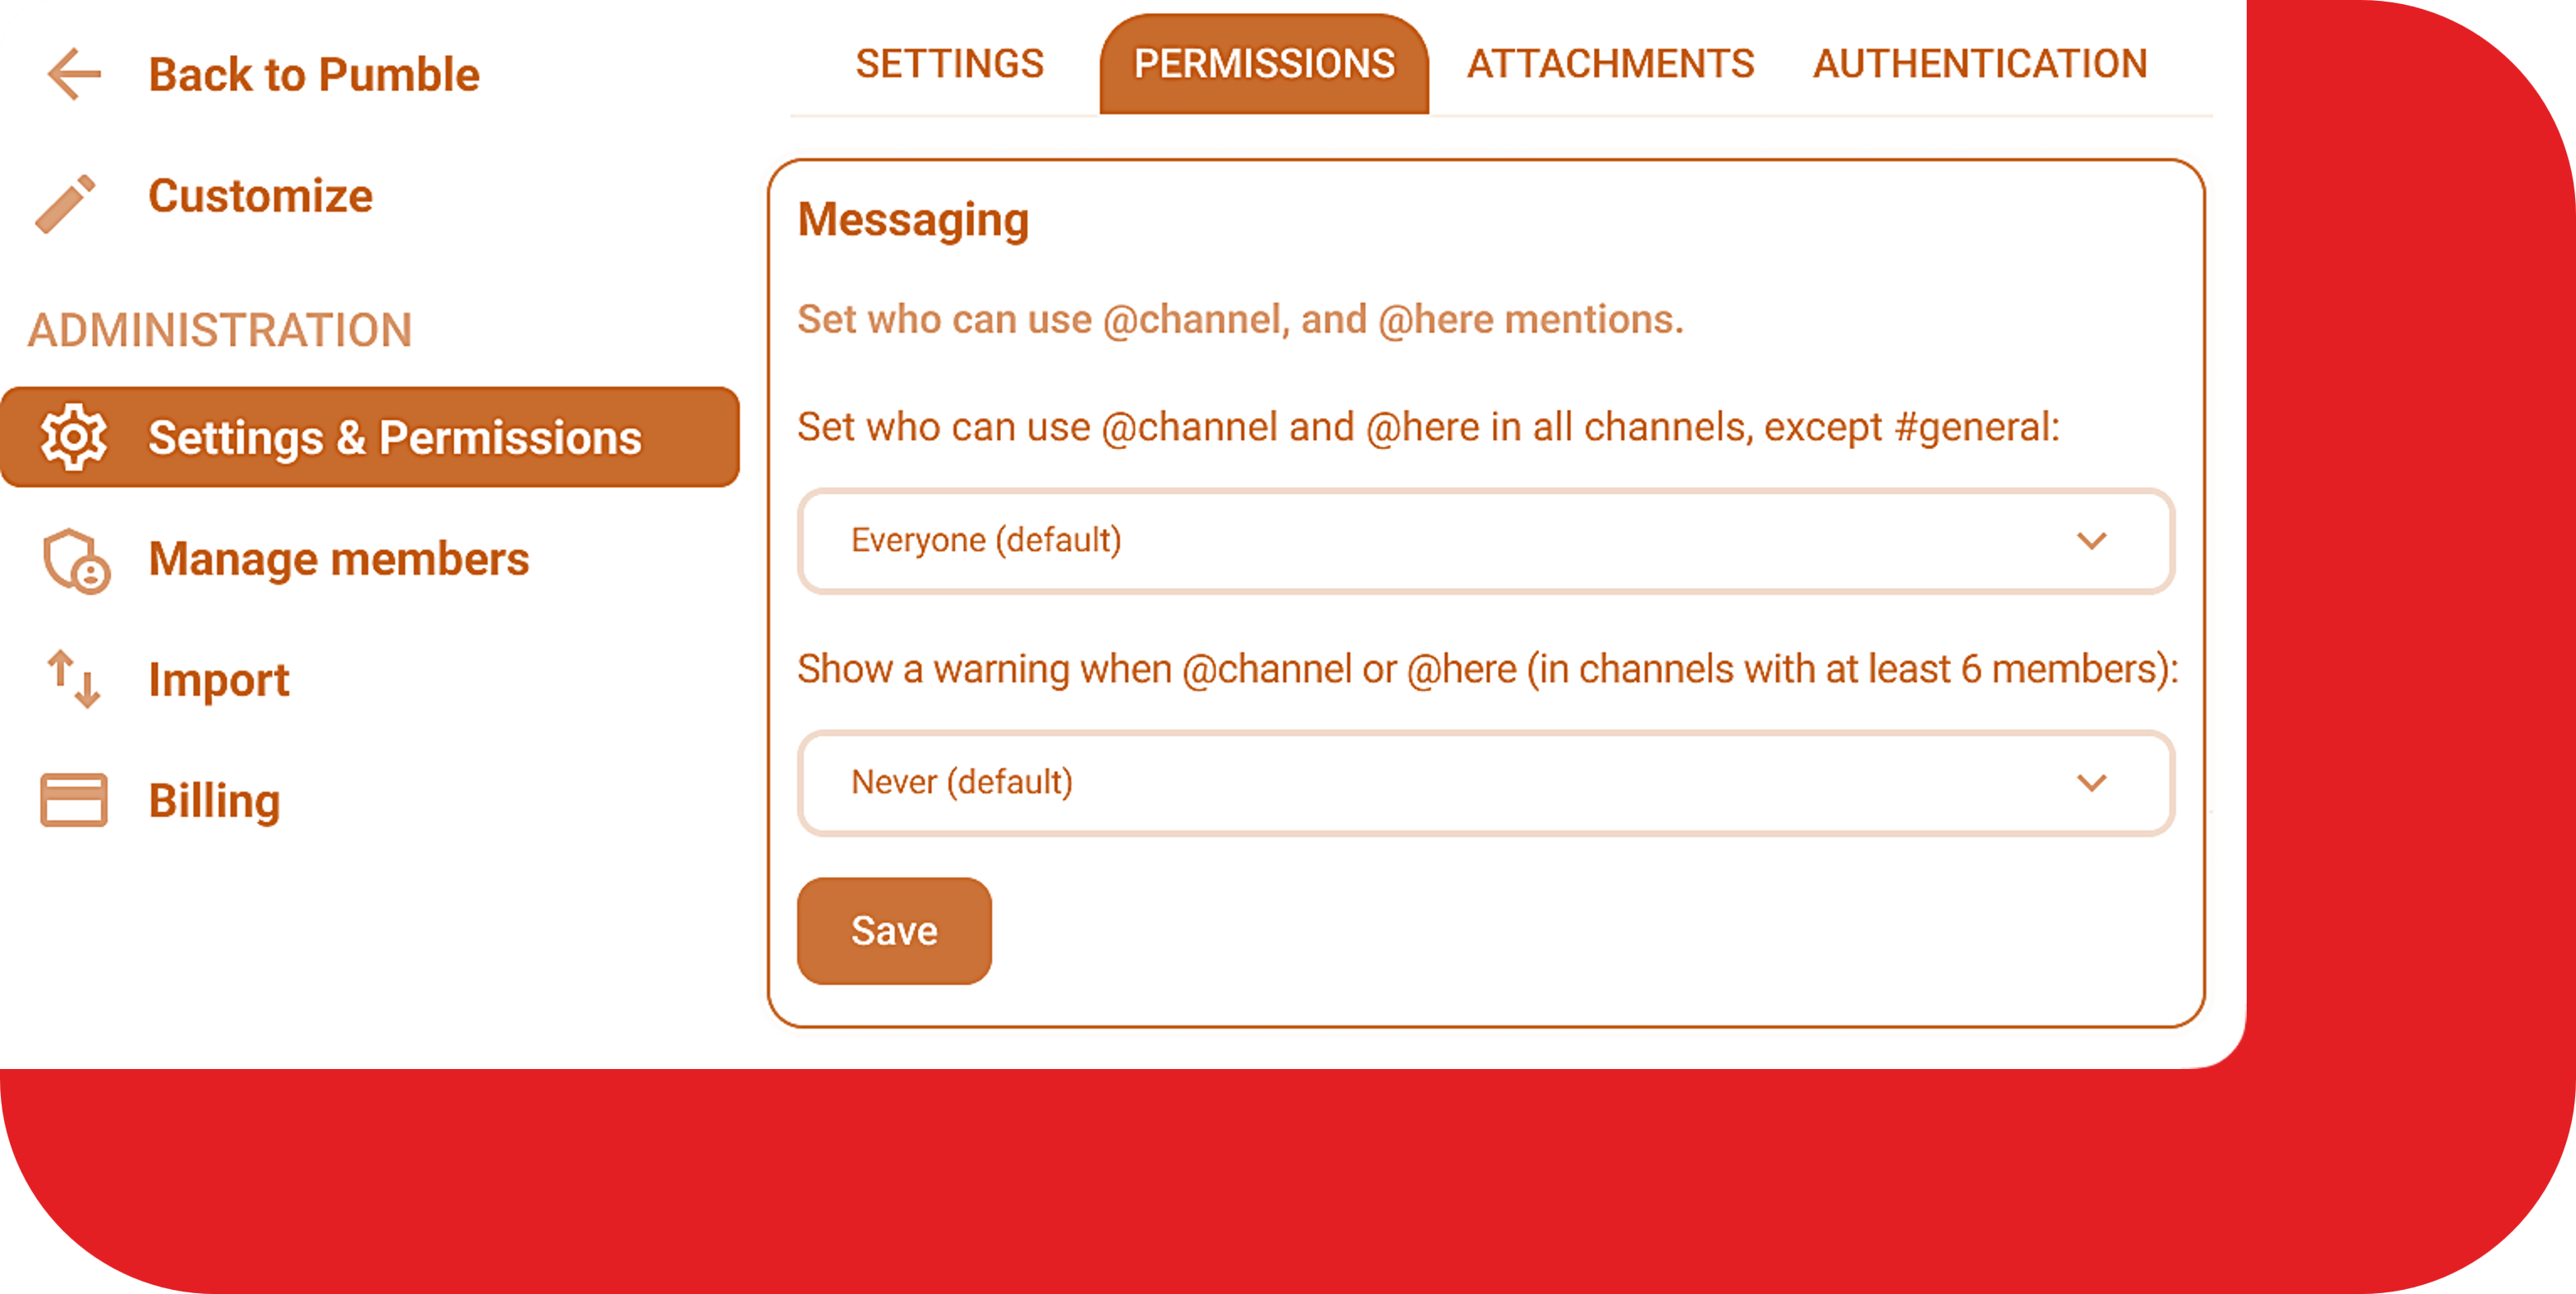 Back to Pumble
Customize
ADMINISTRATION
Settings & Permissions
Manage members
Import
Billing
SETTINGS
PERMISSIONS
ATTACHMENTS
AUTHENTICATION
Messaging
Set who can use @channel, and @here mentions.
Set who can use @channel and @here in all channels, except #general:
Everyone (default)
Show a warning when @channel or @here (in channels with at least 6 members):
Never (default)
Save